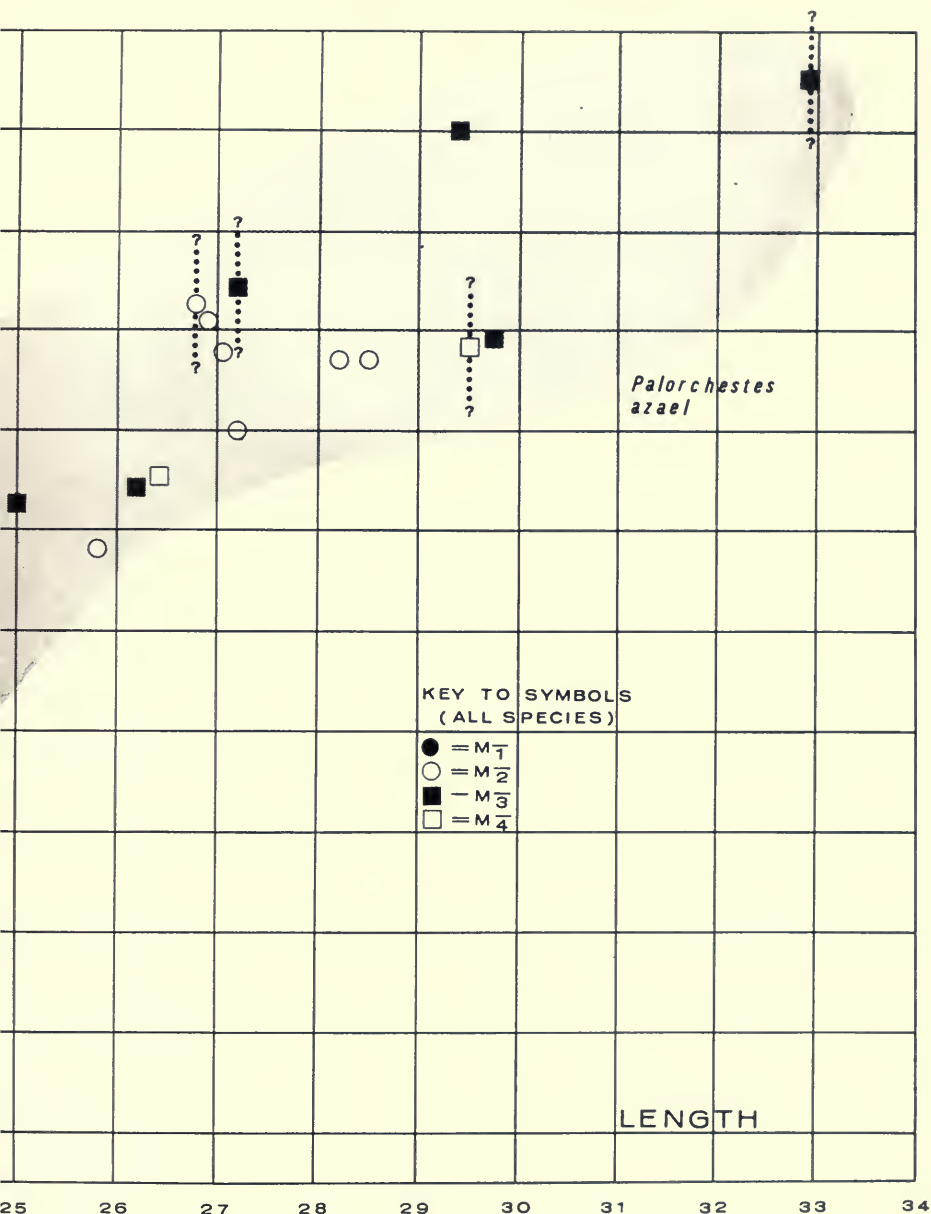 ?
?
?
?
?
?
?
?
?
Palorchestes
azael
KEY TO SYMBOLS
(ALL SPECIES)
● = M1̅
○ = M2̅
■ – M3̅
□ = M4̅
LENGTH
25 26 27 28 29 30 31 32 33 34